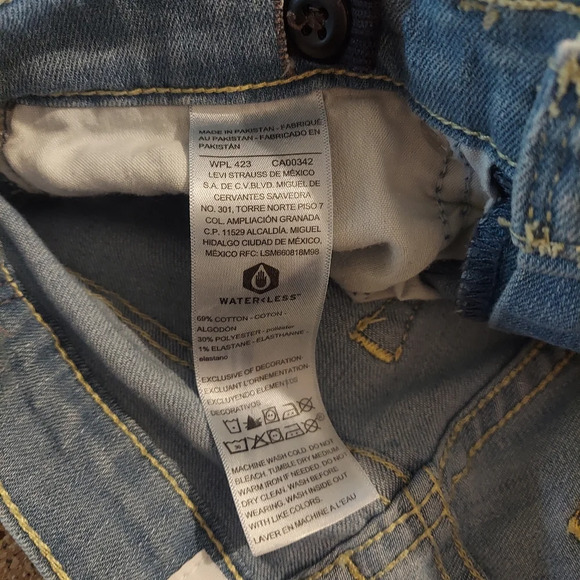 MADE IN PAKISTAN - FABRIQUÉ
AU PAKISTAN - FABRICADO EN
PAKISTÁN
WPL 423 CA00342
LEVI STRAUSS DE MÉXICO
S.A. DE C.V.BLVD. MIGUEL DE
CERVANTES SAAVEDRA
NO. 301, TORRE NORTE PISO 7
COL. AMPLIACIÓN GRANADA
C.P. 11529 ALCALDÍA. MIGUEL
HIDALGO CIUDAD DE MÉXICO,
MÉXICO RFC: LSM660818M98
WATER<LESS™
69% COTTON - COTON -
ALGODÓN
30% POLYESTER - poliéster
1% ELASTANE - ELASTHANNE -
elastano
EXCLUSIVE OF DECORATION
EXCLUANT L'ORNEMENTATION
EXCLUYENDO ELEMENTOS
DECORATIVOS
MACHINE WASH COLD. DO NOT
BLEACH. TUMBLE DRY MEDIUM.
WARM IRON IF NEEDED. DO NOT
DRY CLEAN. WASH BEFORE
WEARING. WASH INSIDE OUT
WITH LIKE COLORS.
LAVER EN MACHINE A L'EAU